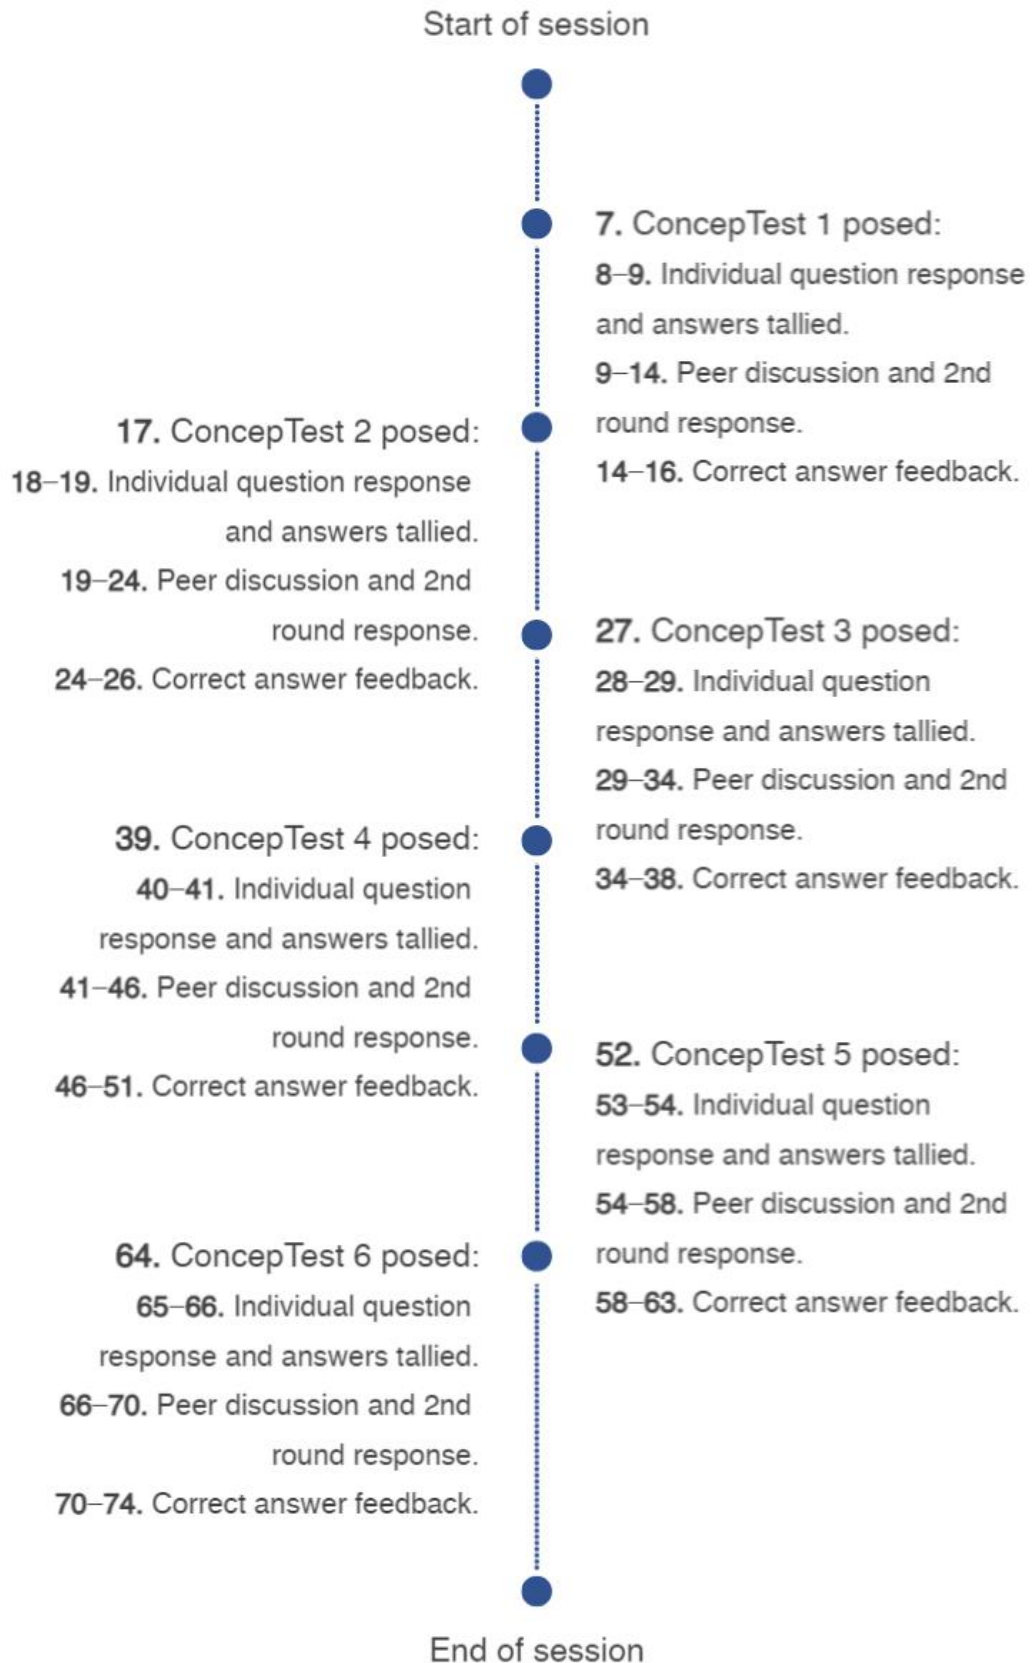 Start of session
7. ConcepTest 1 posed:
8–9. Individual question response
and answers tallied.
9–14. Peer discussion and 2nd
round response.
14–16. Correct answer feedback.
17. ConcepTest 2 posed:
18–19. Individual question response
and answers tallied.
19–24. Peer discussion and 2nd
round response.
24–26. Correct answer feedback.
27. ConcepTest 3 posed:
28–29. Individual question
response and answers tallied.
29–34. Peer discussion and 2nd
round response.
34–38. Correct answer feedback.
39. ConcepTest 4 posed:
40–41. Individual question
response and answers tallied.
41–46. Peer discussion and 2nd
round response.
46–51. Correct answer feedback.
52. ConcepTest 5 posed:
53–54. Individual question
response and answers tallied.
54–58. Peer discussion and 2nd
round response.
58–63. Correct answer feedback.
64. ConcepTest 6 posed:
65–66. Individual question
response and answers tallied.
66–70. Peer discussion and 2nd
round response.
70–74. Correct answer feedback.
End of session